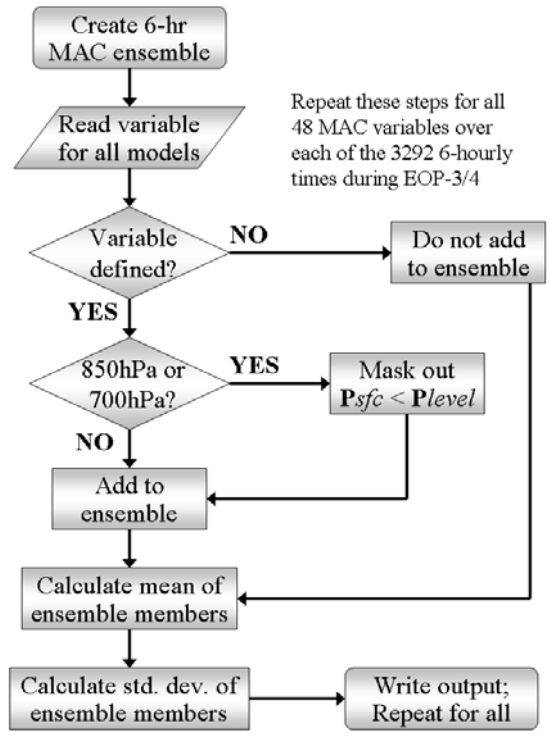 Create 6-hr
MAC ensemble
Read variable
for all models
Repeat these steps for all
48 MAC variables over
each of the 3292 6-hourly
times during EOP-3/4
Variable
defined?
NO
Do not add
to ensemble
YES
850hPa or
700hPa?
YES
Mask out
Psfc < Plevel
NO
Add to
ensemble
Calculate mean of
ensemble members
Calculate std. dev. of
ensemble members
Write output;
Repeat for all